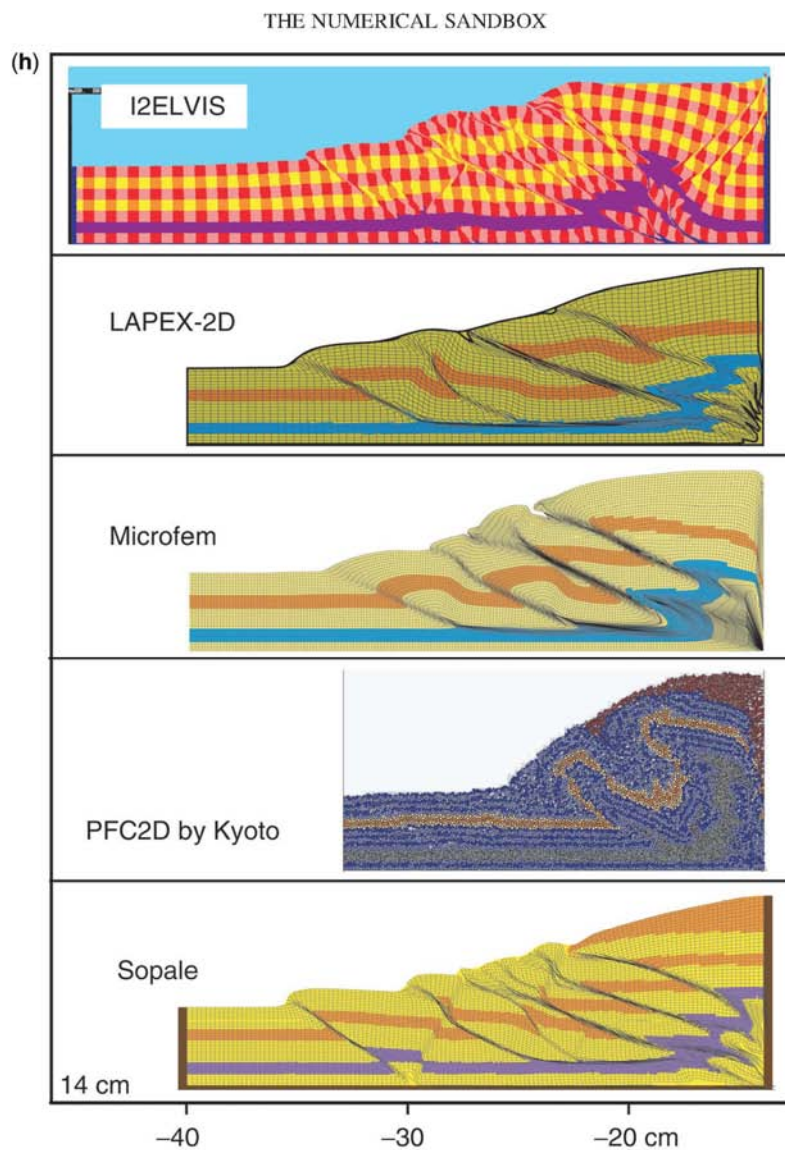 THE NUMERICAL SANDBOX
(h)
I2ELVIS
LAPEX-2D
Microfem
PFC2D by Kyoto
Sopale
14 cm
−40 −30 −20 cm